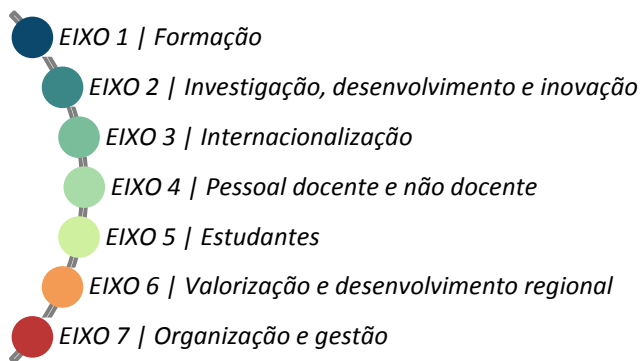 EIXO 1 | Formação
EIXO 2 | Investigação, desenvolvimento e inovação
EIXO 3 | Internacionalização
EIXO 4 | Pessoal docente e não docente
EIXO 5 | Estudantes
EIXO 6 | Valorização e desenvolvimento regional
EIXO 7 | Organização e gestão